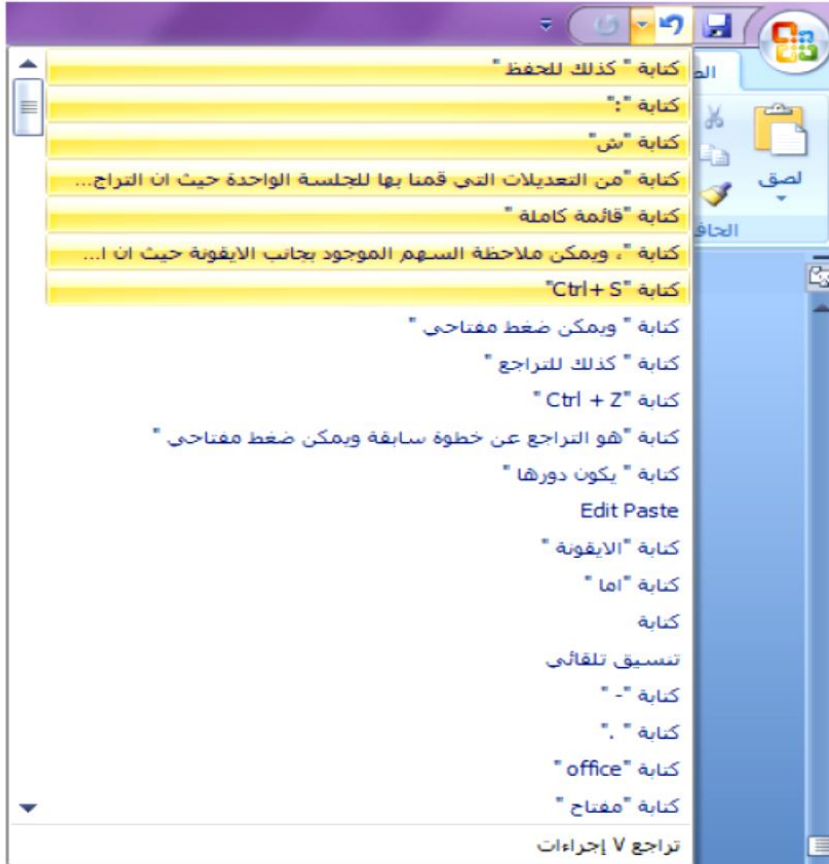 كتابة " كذلك للحفظ "
كتابة ":"
كتابة "ش"
كتابة "من التعديلات التي قمنا بها للجلسة الواحدة حيث ان التراج...
كتابة "قائمة كاملة "
كتابة "، ويمكن ملاحظة السهم الموجود بجانب الايقونة حيث ان ا...
كتابة "Ctrl+ S"
كتابة " ويمكن ضغط مفتاحي "
كتابة " كذلك للتراجع "
كتابة "Ctrl + Z "
كتابة "هو التراجع عن خطوة سابقة ويمكن ضغط مفتاحي "
كتابة " يكون دورها "
Edit Paste
كتابة "الايقونة "
كتابة "اما "
كتابة
تنسيق تلقائي
كتابة "- "
كتابة " ."
كتابة "office "
كتابة "مفتاح "
تراجع ٧ إجراءات
لصق